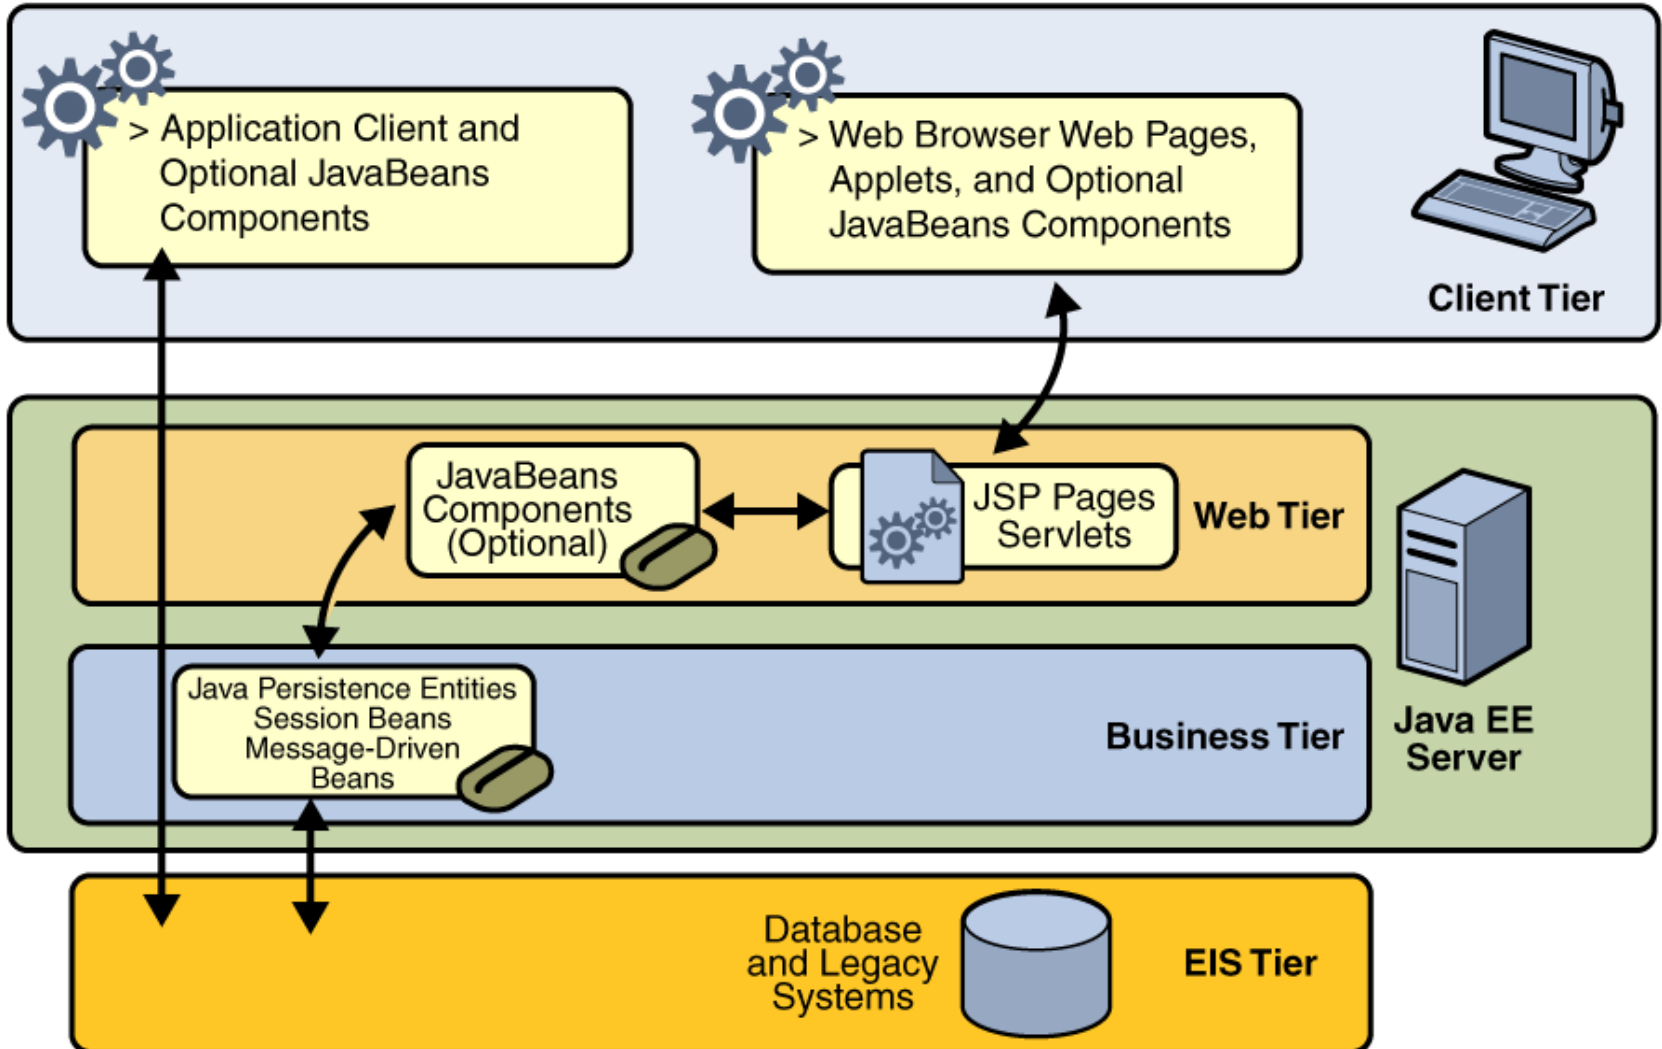 > Application Client and
Optional JavaBeans
Components
> Web Browser Web Pages,
Applets, and Optional
JavaBeans Components
Client Tier
JavaBeans
Components
(Optional)
JSP Pages
Servlets
Web Tier
Java Persistence Entities
Session Beans
Message-Driven
Beans
Business Tier
Java EE
Server
Database
and Legacy
Systems
EIS Tier